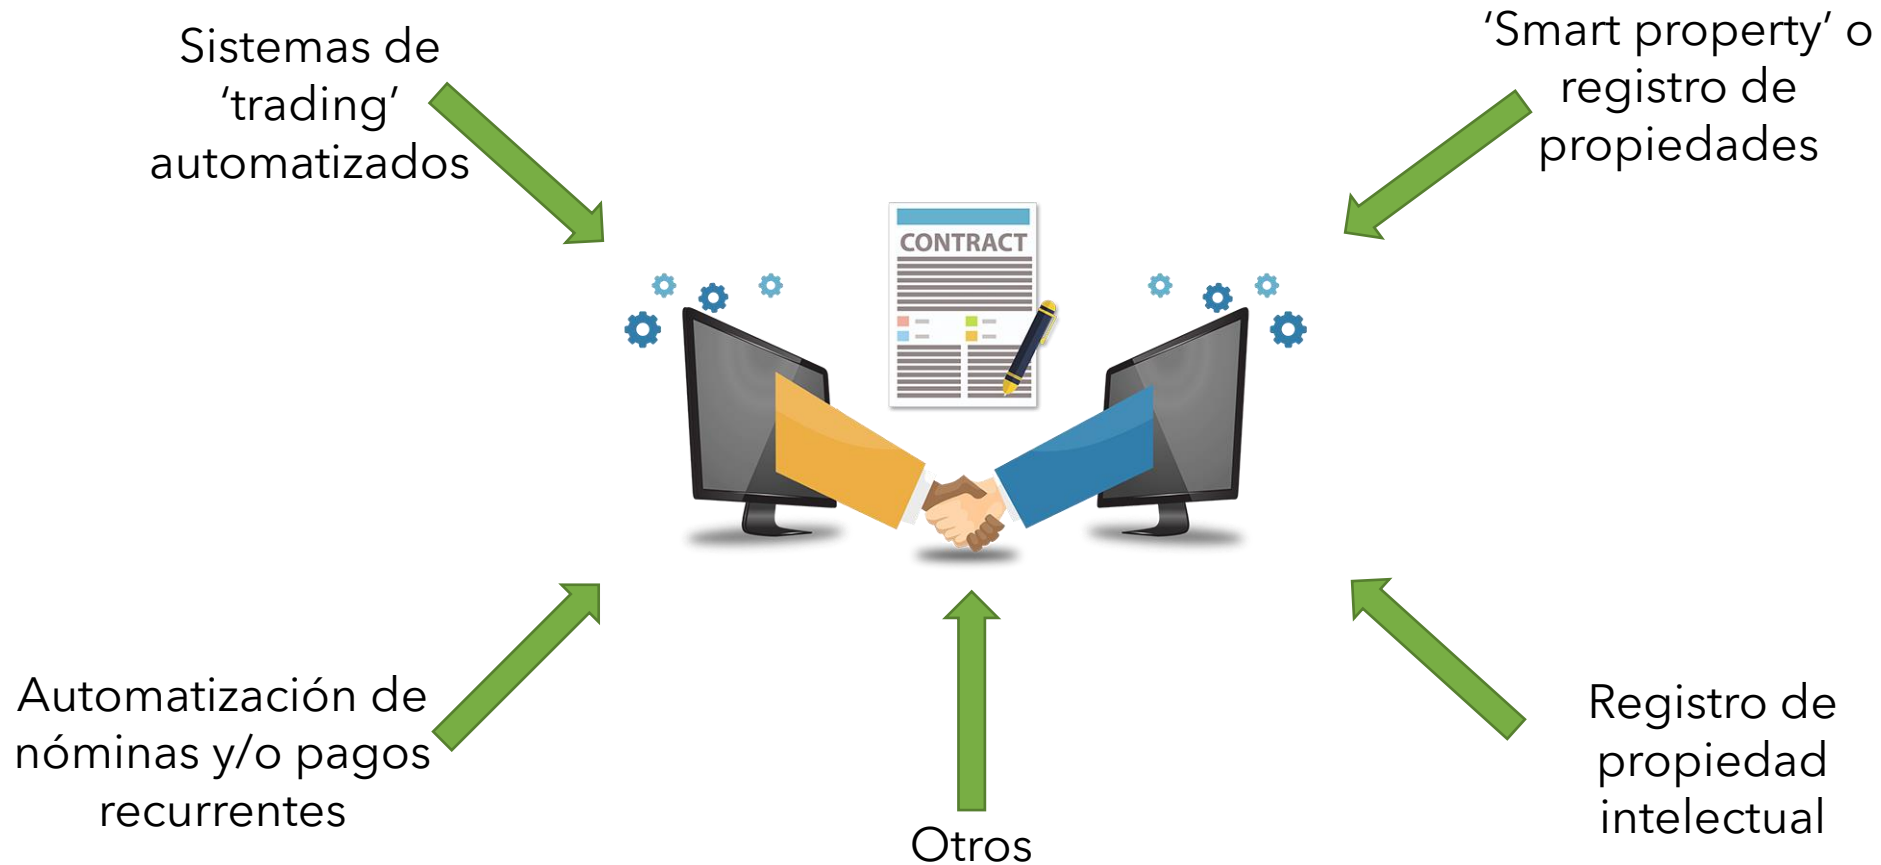 Sistemas de
‘trading’
automatizados
‘Smart property’ o
registro de
propiedades
CONTRACT
Automatización de
nóminas y/o pagos
recurrentes
Otros
Registro de
propiedad
intelectual